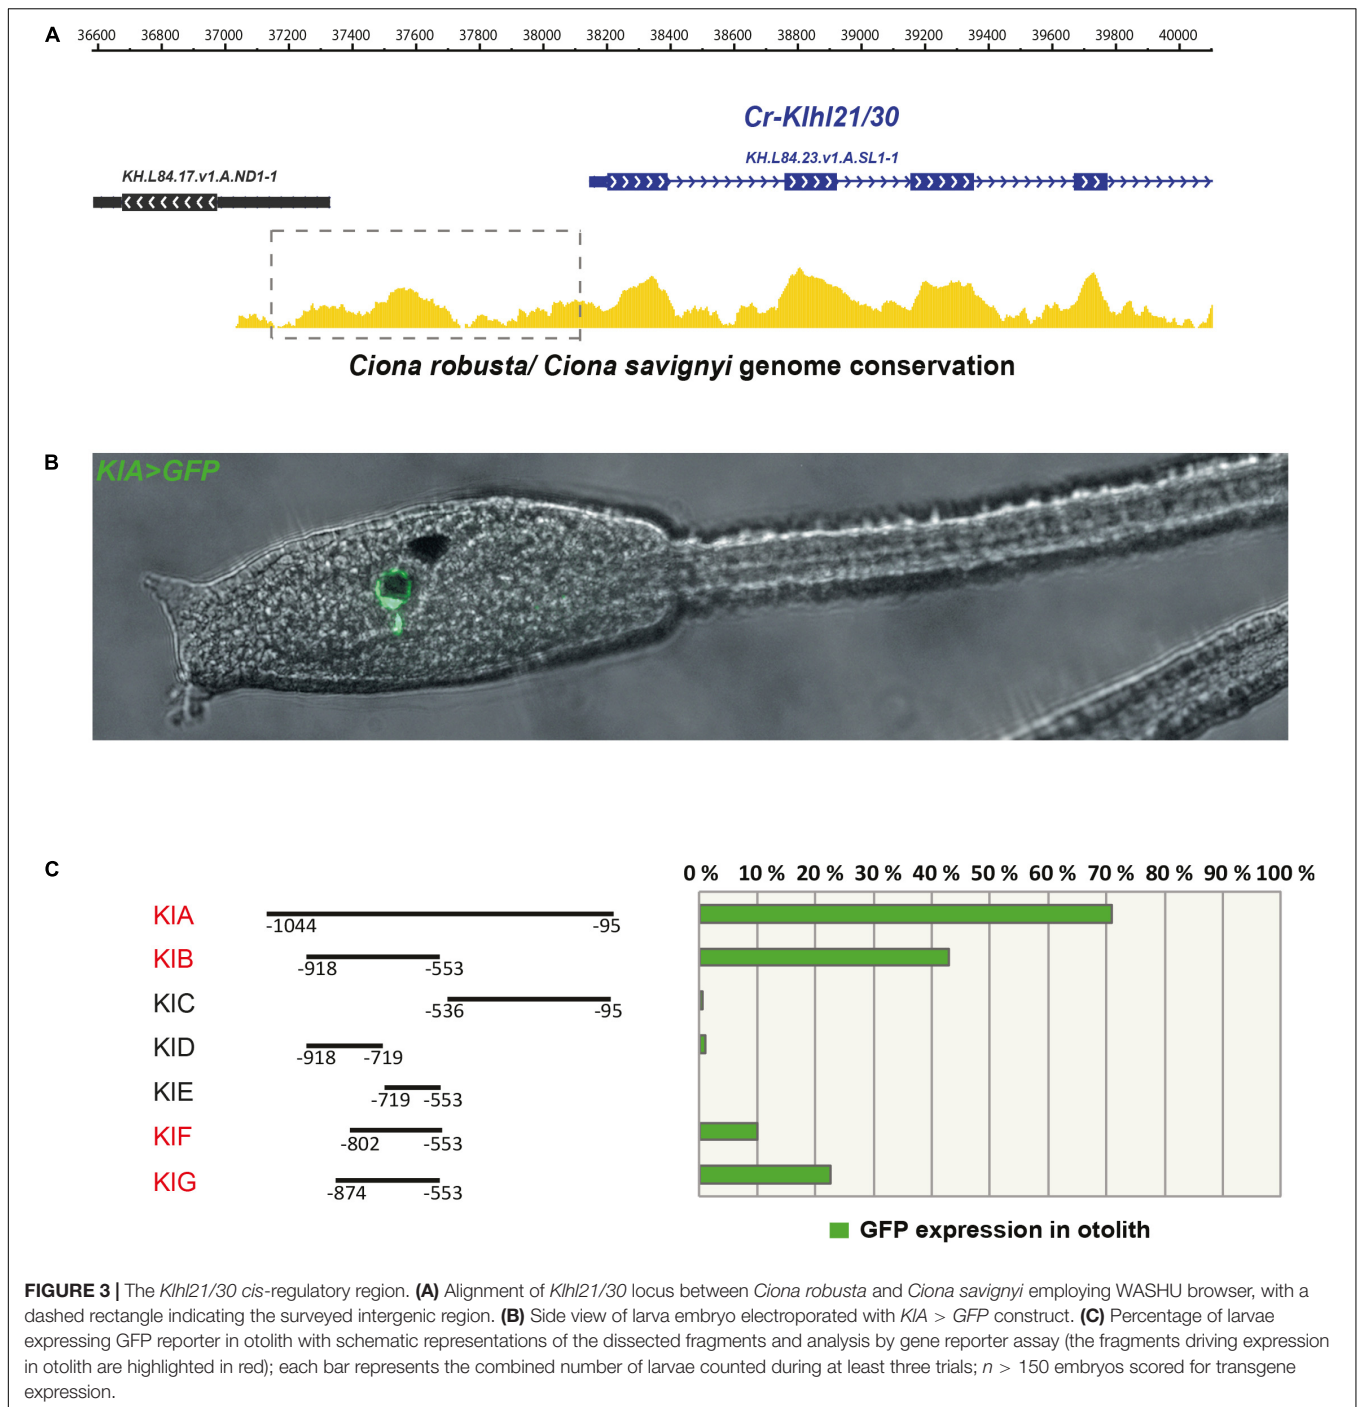 A
36600 36800 37000 37200 37400 37600 37800 38000 38200 38400 38600 38800 39000 39200 39400 39600 39800 40000
Cr-Klhl21/30
KH.L84.23.v1.A.SL1-1
KH.L84.17.v1.A.ND1-1
Ciona robusta/ Ciona savignyi genome conservation
B
KIA>GFP
C
0 % 10 % 20 % 30 % 40 % 50 % 60 % 70 % 80 % 90 % 100 %
KIA
-1044 -95
KIB
-918 -553
KIC
-536 -95
KID
-918 -719
KIE
-719 -553
KIF
-802 -553
KIG
-874 -553
GFP expression in otolith
FIGURE 3 | The Klhl21/30 cis-regulatory region. (A) Alignment of Klhl21/30 locus between Ciona robusta and Ciona savignyi employing WASHU browser, with a
dashed rectangle indicating the surveyed intergenic region. (B) Side view of larva embryo electroporated with KIA > GFP construct. (C) Percentage of larvae
expressing GFP reporter in otolith with schematic representations of the dissected fragments and analysis by gene reporter assay (the fragments driving expression
in otolith are highlighted in red); each bar represents the combined number of larvae counted during at least three trials; n > 150 embryos scored for transgene
expression.